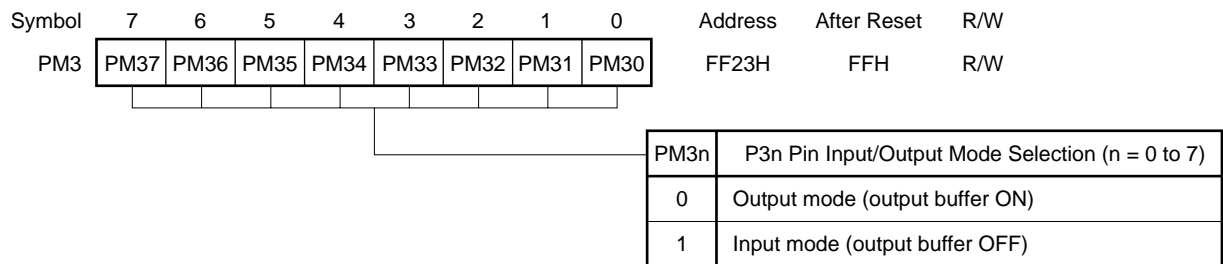 Symbol 7 6 5 4 3 2 1 0 Address After Reset R/W
PM3 PM37 PM36 PM35 PM34 PM33 PM32 PM31 PM30 FF23H FFH R/W
PM3n P3n Pin Input/Output Mode Selection (n = 0 to 7)
0 Output mode (output buffer ON)
1 Input mode (output buffer OFF)